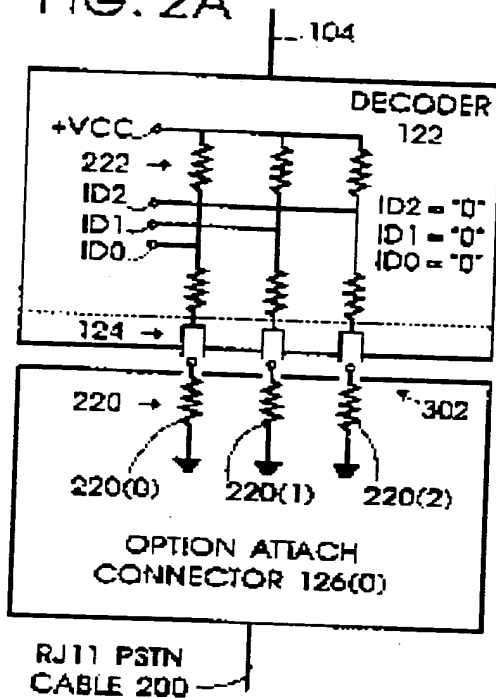 FIG. 2A
104
DECODER
122
+VCC
222
ID2
ID1
ID0
ID2 = "0"
ID1 = "0"
ID0 = "0"
124
220
302
220(0)
220(1)
220(2)
OPTION ATTACH
CONNECTOR 126(0)
RJ11 PSTN
CABLE 200